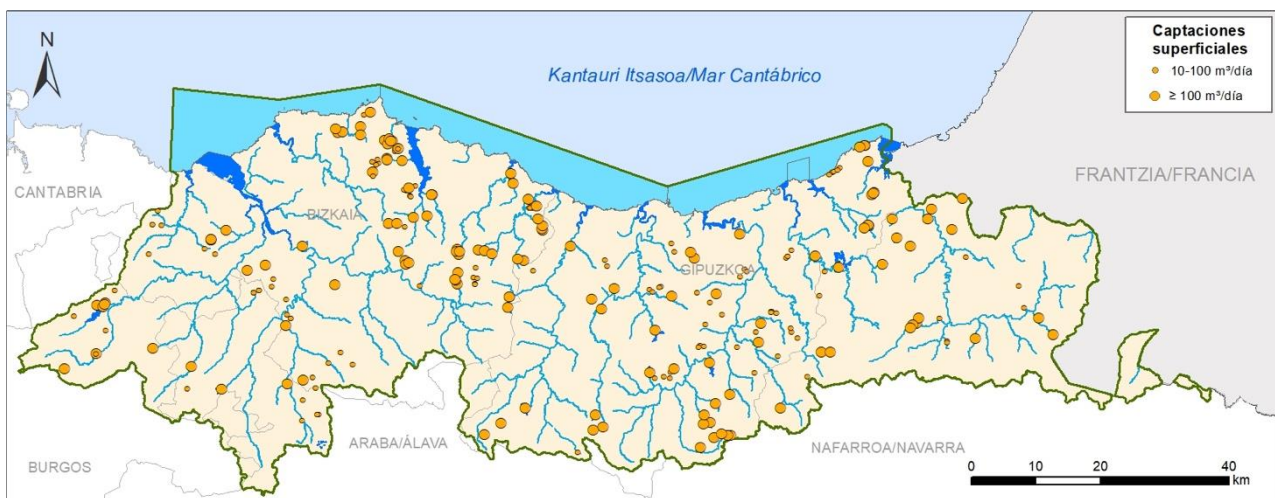 N
Kantauri Itsasoa/Mar Cantábrico
Captaciones
superficiales
10-100 m³/día
≥ 100 m³/día
CANTABRIA
FRANTZIA/FRANCIA
BIZKAIA
GIPUZKOA
ARABA/ÁLAVA
NAFARROA/NAVARRA
BURGOS
0 10 20 40
km